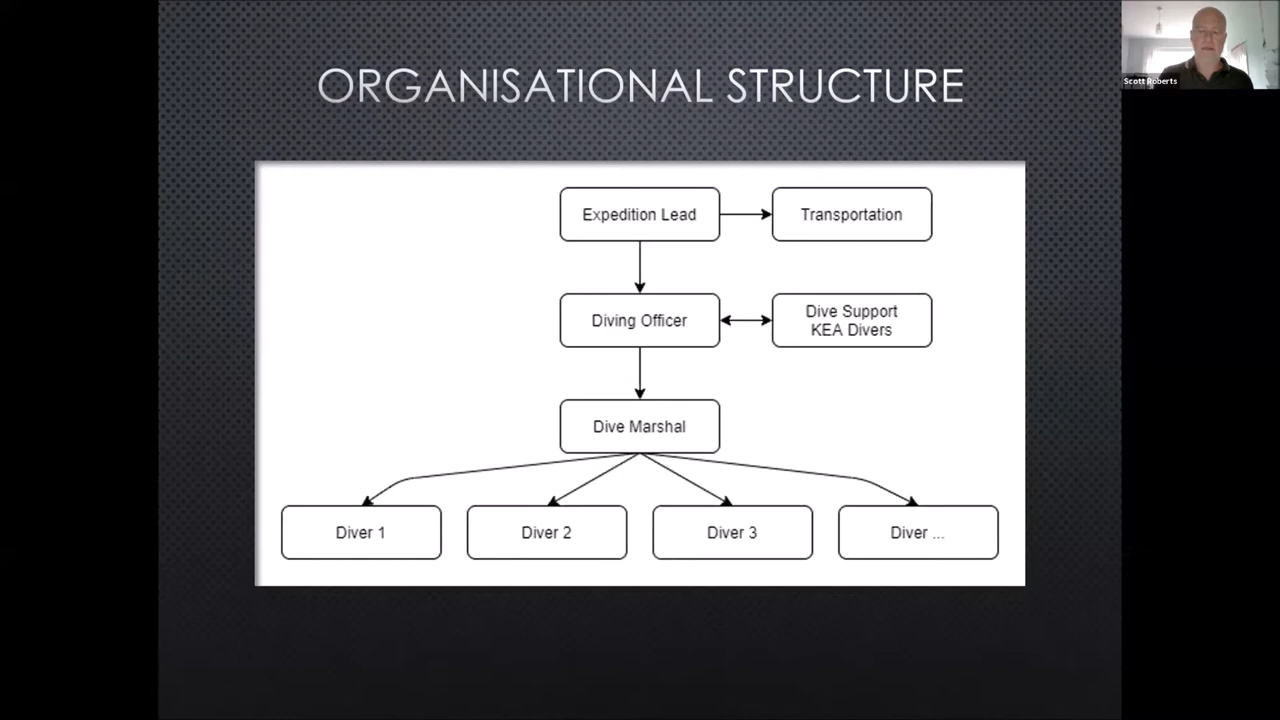 ORGANISATIONAL STRUCTURE
Scott Roberts
Expedition Lead
Transportation
Diving Officer
Dive Support
KEA Divers
Dive Marshal
Diver 1
Diver 2
Diver 3
Diver ...